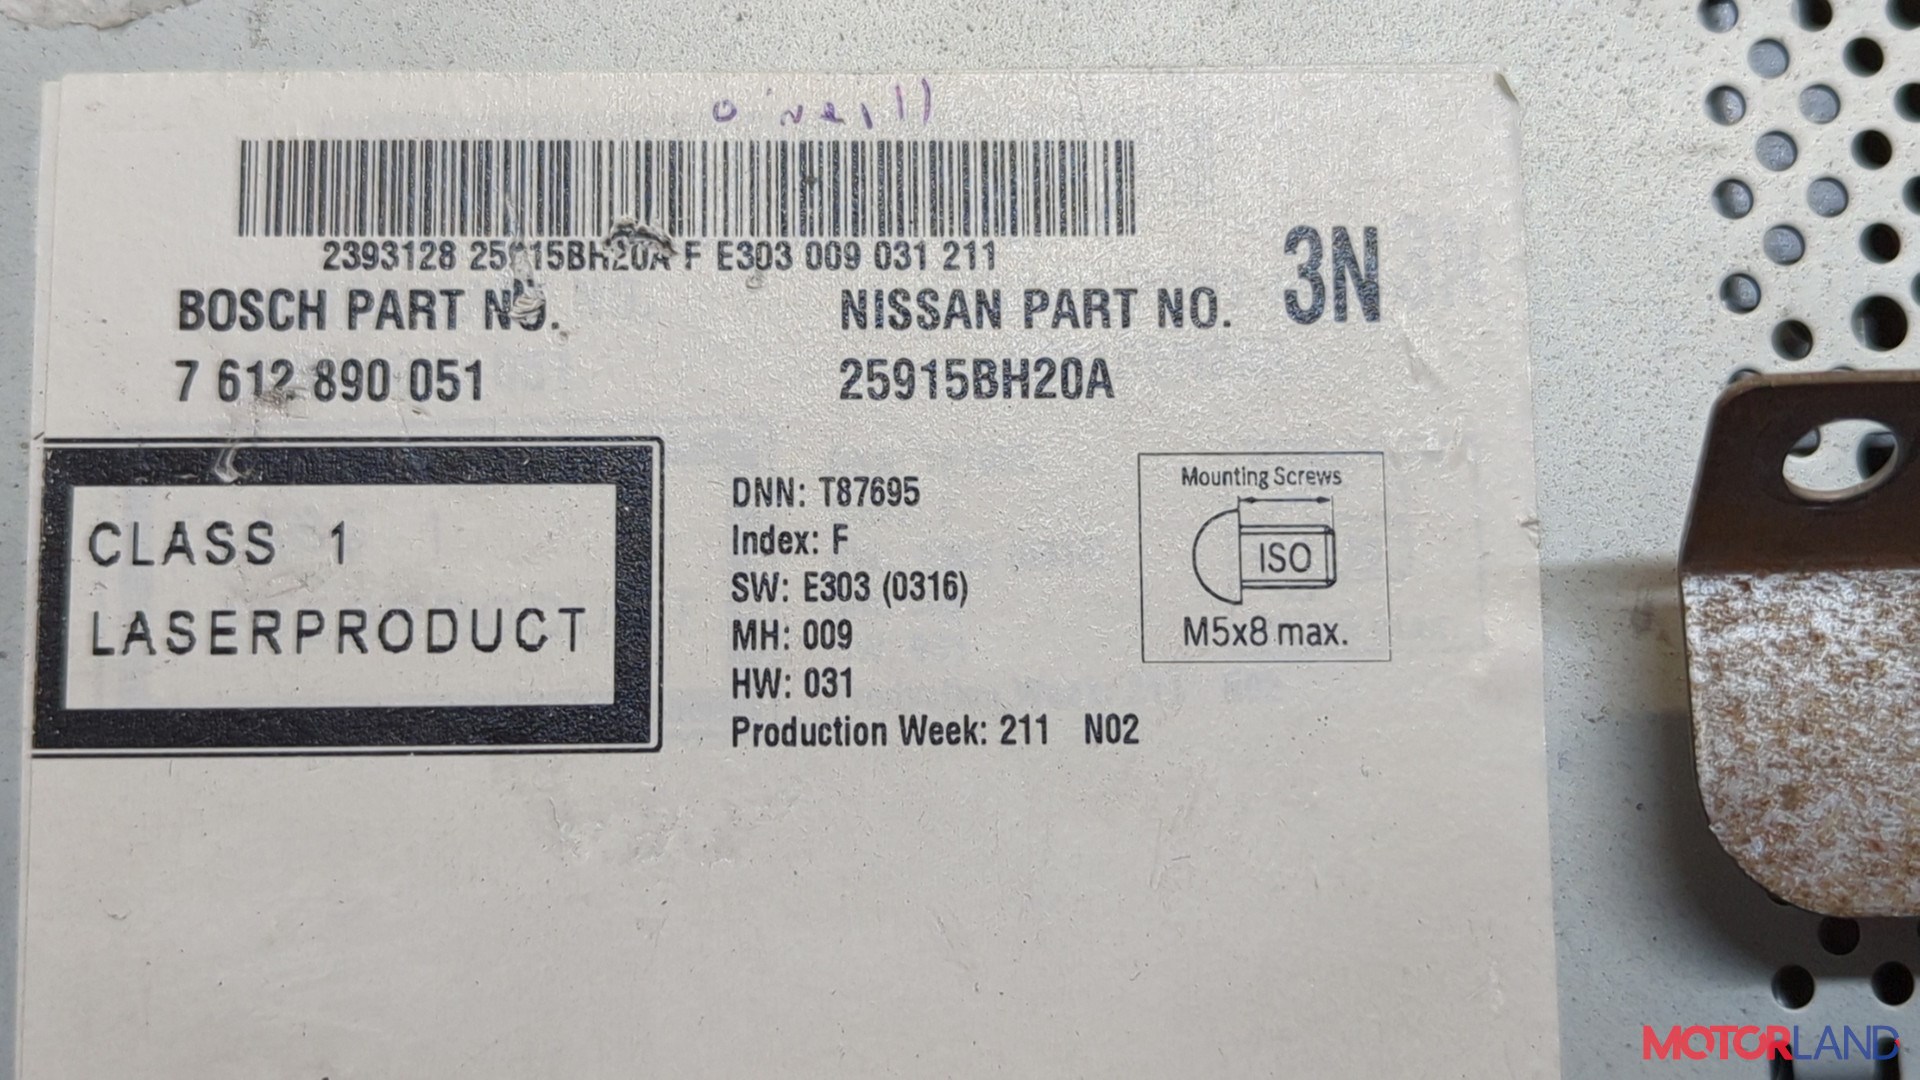 o'neill
2393128 25915BH20A F E303 009 031 211
3N
BOSCH PART NO.
NISSAN PART NO.
7 612 890 051
25915BH20A
CLASS 1
LASERPRODUCT
DNN: T87695
Index: F
SW: E303 (0316)
MH: 009
HW: 031
Production Week: 211 N02
Mounting Screws
ISO
M5x8 max.
MOTORLAND